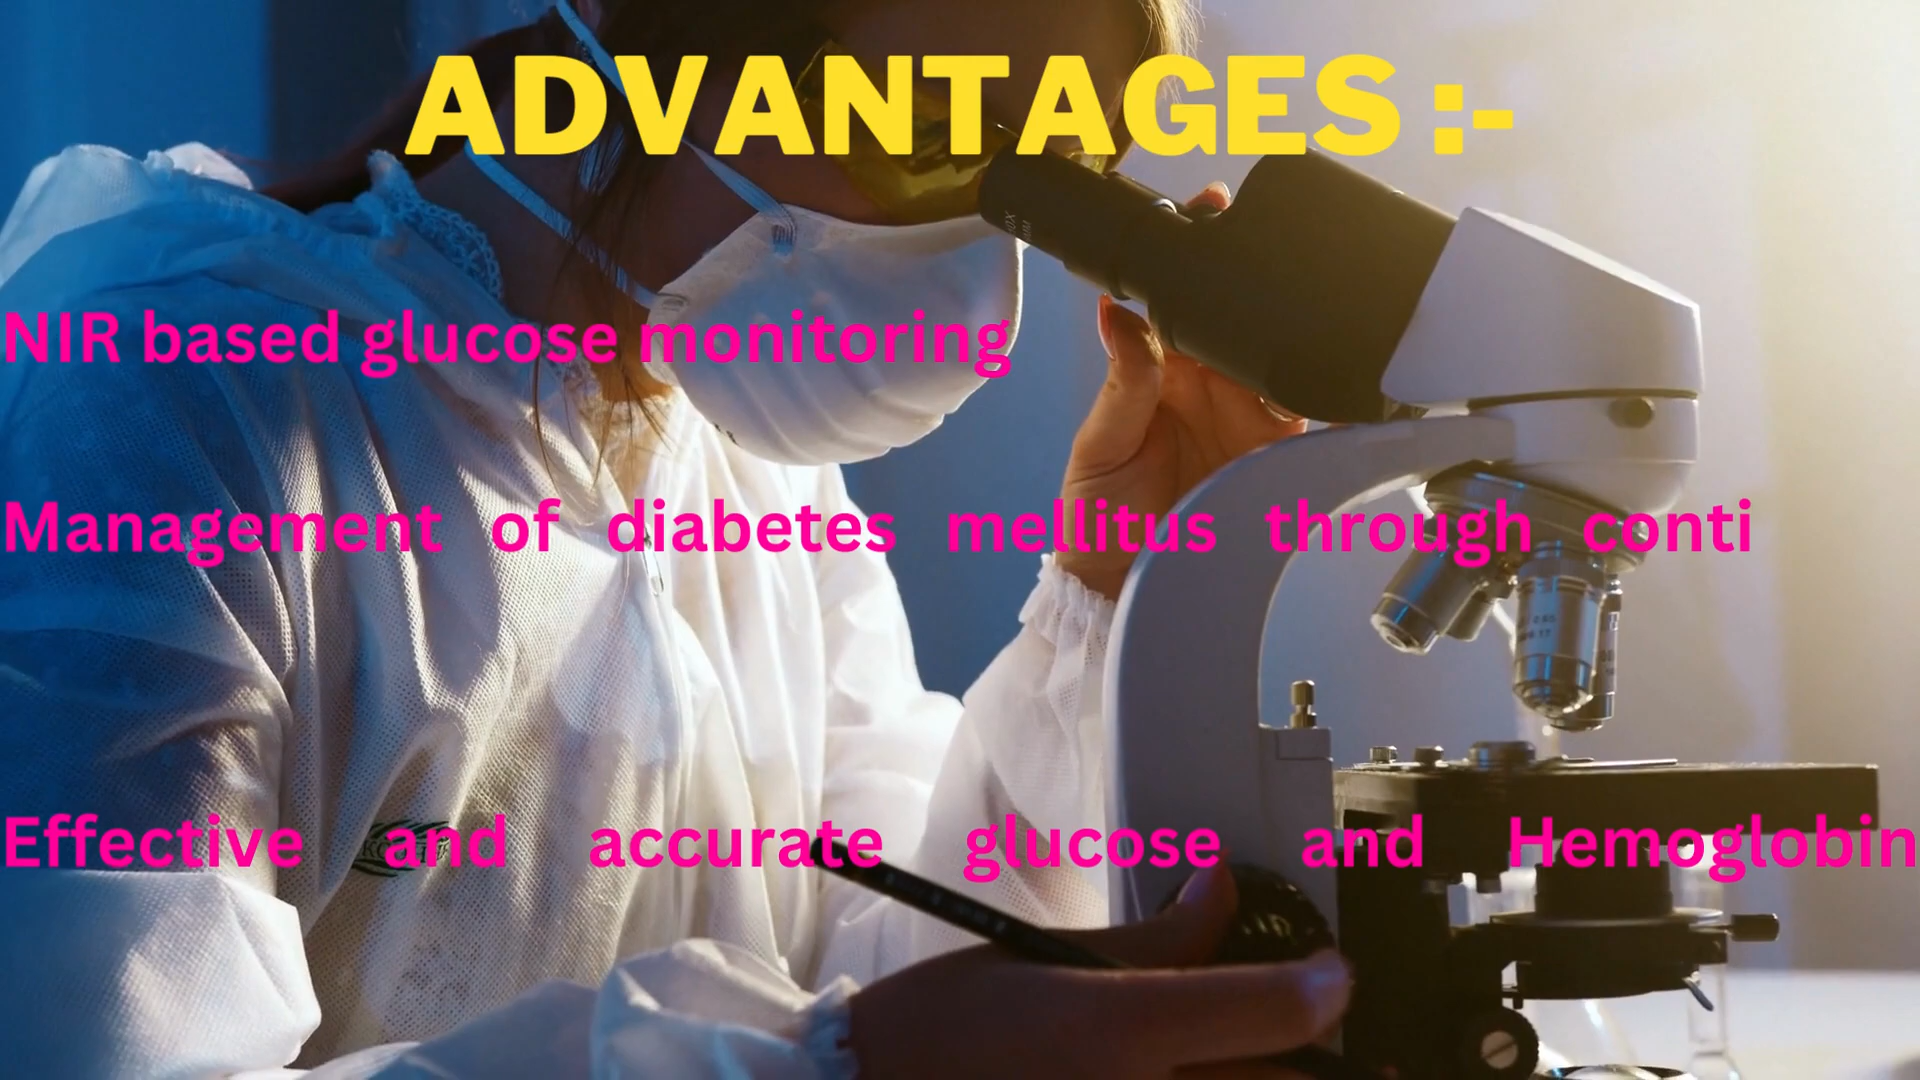 ADVANTAGES :-
NIR based glucose monitoring
Management of diabetes mellitus through conti
Effective and accurate glucose and Hemoglobin